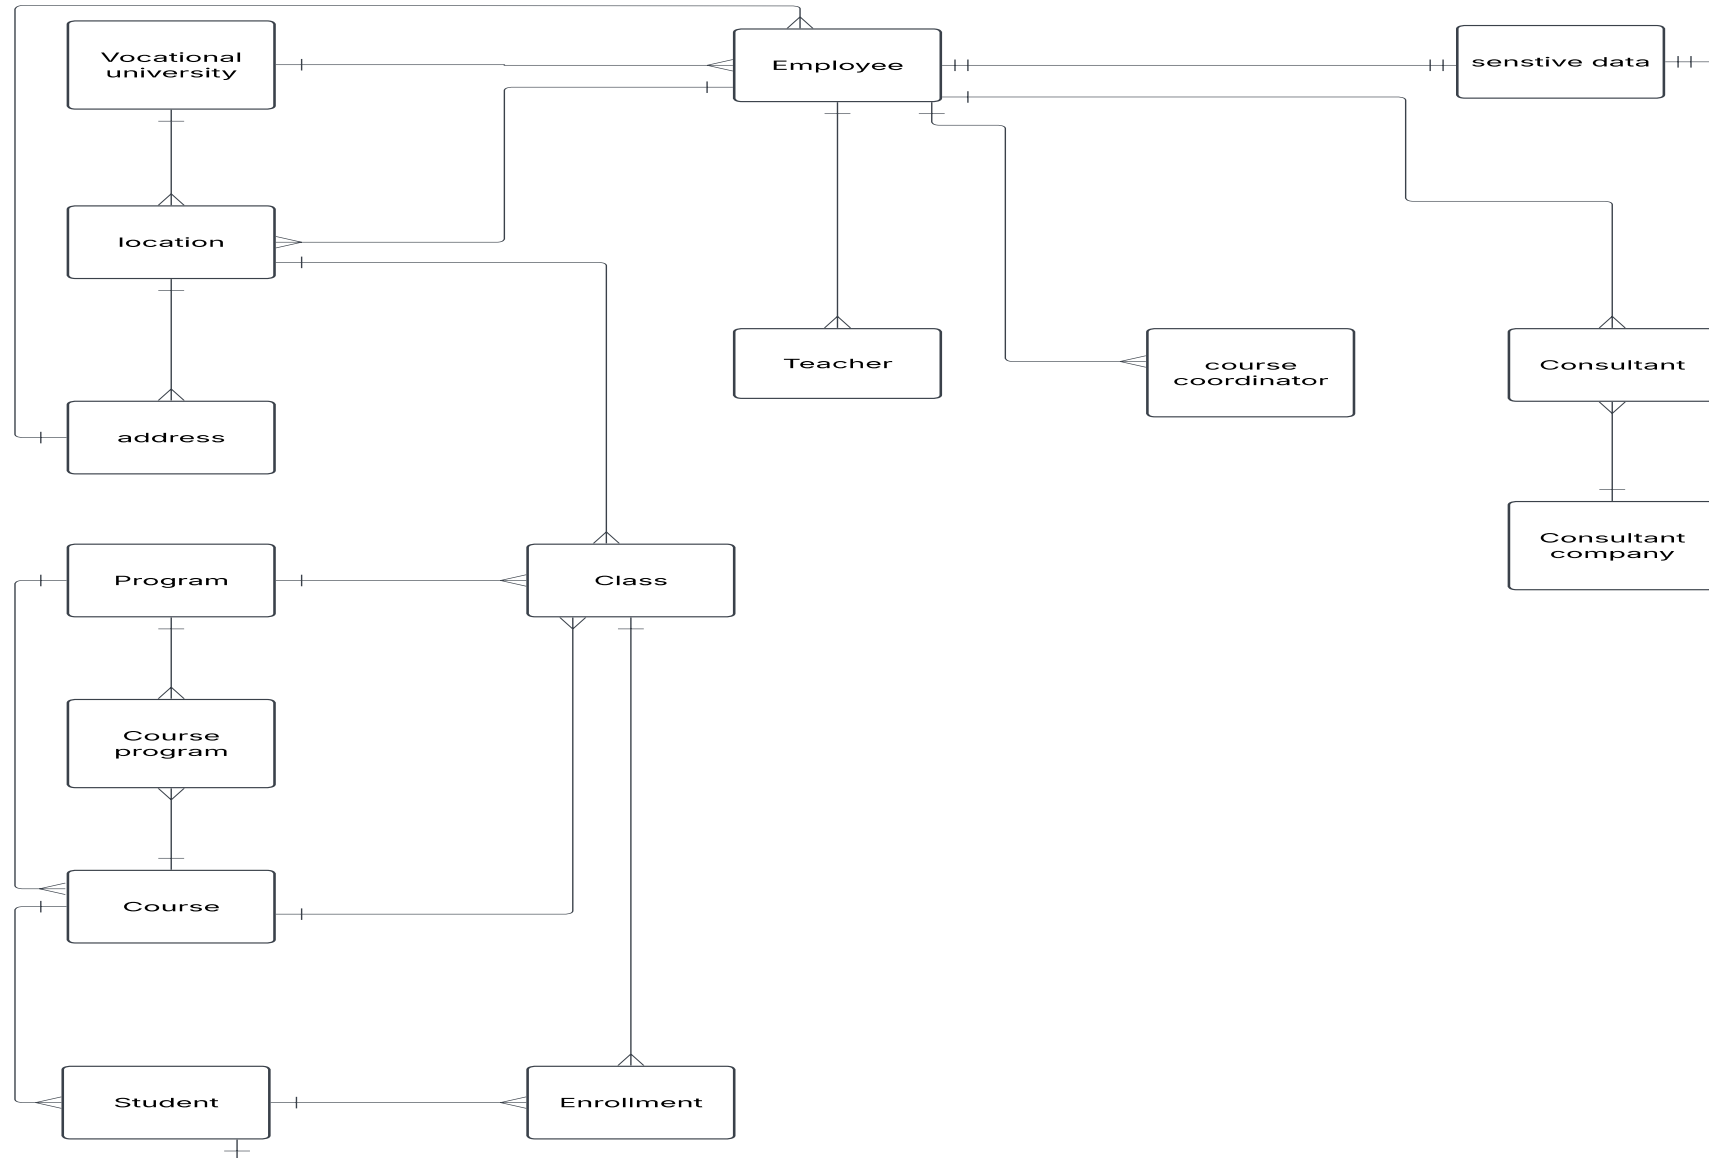 Vocational
university
Employee
senstive data
location
Teacher
course
coordinator
Consultant
address
Consultant
company
Program
Class
Course
program
Course
Student
Enrollment